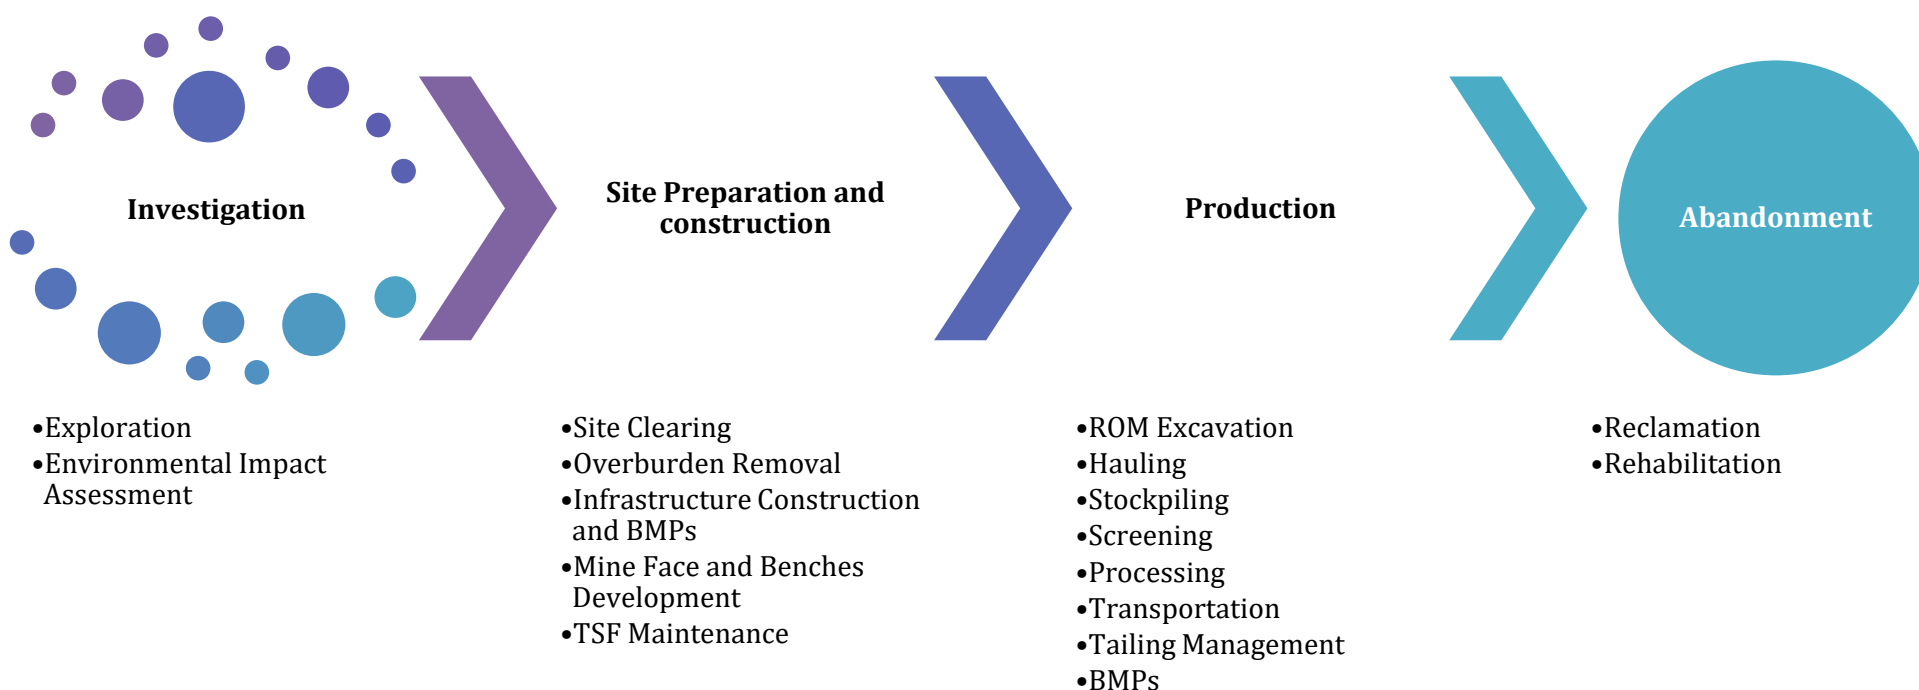 Investigation
Site Preparation and
construction
Production
Abandonment
•Exploration
•Environmental Impact
Assessment
•Site Clearing
•Overburden Removal
•Infrastructure Construction
and BMPs
•Mine Face and Benches
Development
•TSF Maintenance
•ROM Excavation
•Hauling
•Stockpiling
•Screening
•Processing
•Transportation
•Tailing Management
•BMPs
•Reclamation
•Rehabilitation